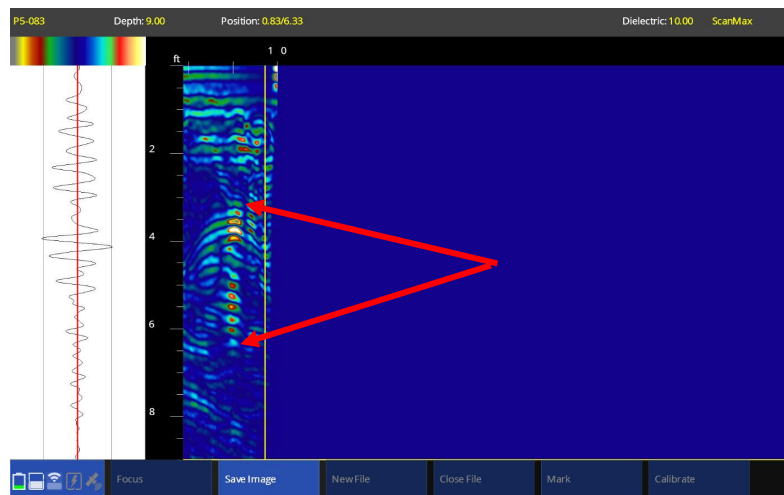 P5-083 Depth: 9.00 Position: 0.83/6.33 Dielectric: 10.00 ScanMax
ft 1 0
2
4
6
8
Focus Save Image New File Close File Mark Calibrate